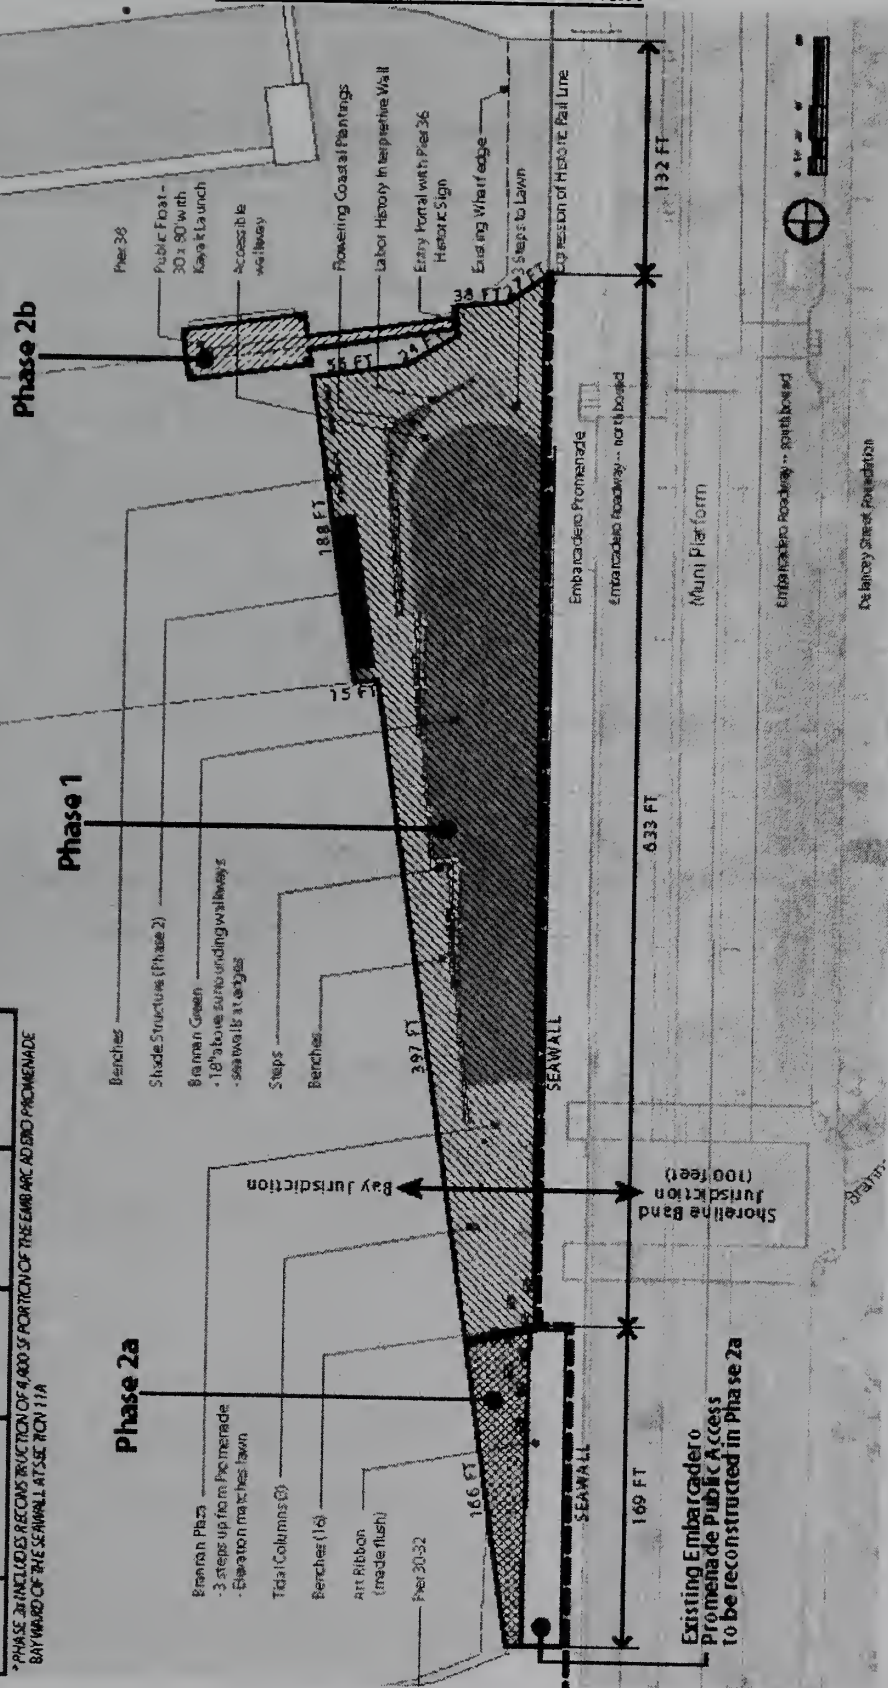 *PHASE 2a INCLUDES RECONSTRUCTION OF 4,900 SF PORTION OF THE EMBARCADERO PROMENADE
BAYWARD OF THE SEAWALL AT SECTION 11A
Phase 2a
Phase 1
Phase 2b
Brannan Plaza
- 3 steps up from Promenade
- Elevation matches lawn
Tidal Columns (3)
Benches (16)
Art Ribbon
(made flush)
Pier 30-32
Benches
Shade Structure (Phase 2)
Brannan Green
- 18" above surrounding walkways
- seatwalls at edges
Steps
Benches
Pier 36
Public Float -
30 x 80' with
Kayak Launch
Accessible
walkway
Flowering Coastal Plantings
Labor History Interpretive Wall
Entry Portal with Pier 36
Historic Sign
Existing Wharf edge
3 Steps to Lawn
Expression of Historic Rail Line
166 FT
397 FT
15 FT
188 FT
55 FT
38 FT
Bay Jurisdiction
Shoreline Band
Jurisdiction
(100 feet)
SEAWALL
SEAWALL
169 FT
633 FT
132 FT
Embarcadero Promenade
Embarcadero Roadway -- northbound
Muni Platform
Embarcadero Roadway -- southbound
Delancey Street Foundation
Existing Embarcadero
Promenade Public Access
to be reconstructed in Phase 2a